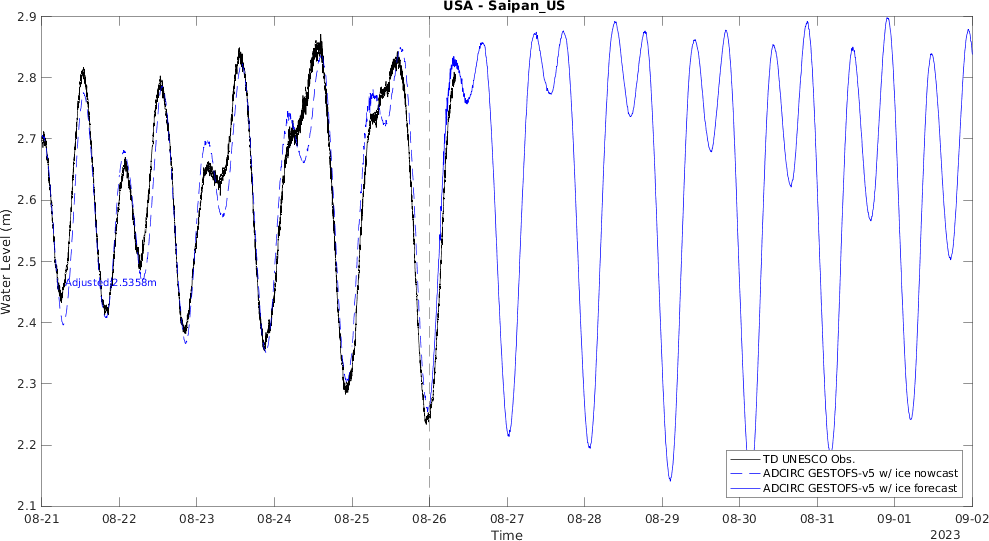 USA - Saipan_US
2.9
2.8
2.7
2.6
2.5
2.4
2.3
2.2
2.1
Water Level (m)
Adjusted 2.5358m
TD UNESCO Obs.
ADCIRC GESTOFS-v5 w/ ice nowcast
ADCIRC GESTOFS-v5 w/ ice forecast
08-21 08-22 08-23 08-24 08-25 08-26 08-27 08-28 08-29 08-30 08-31 09-01 09-02
Time
2023